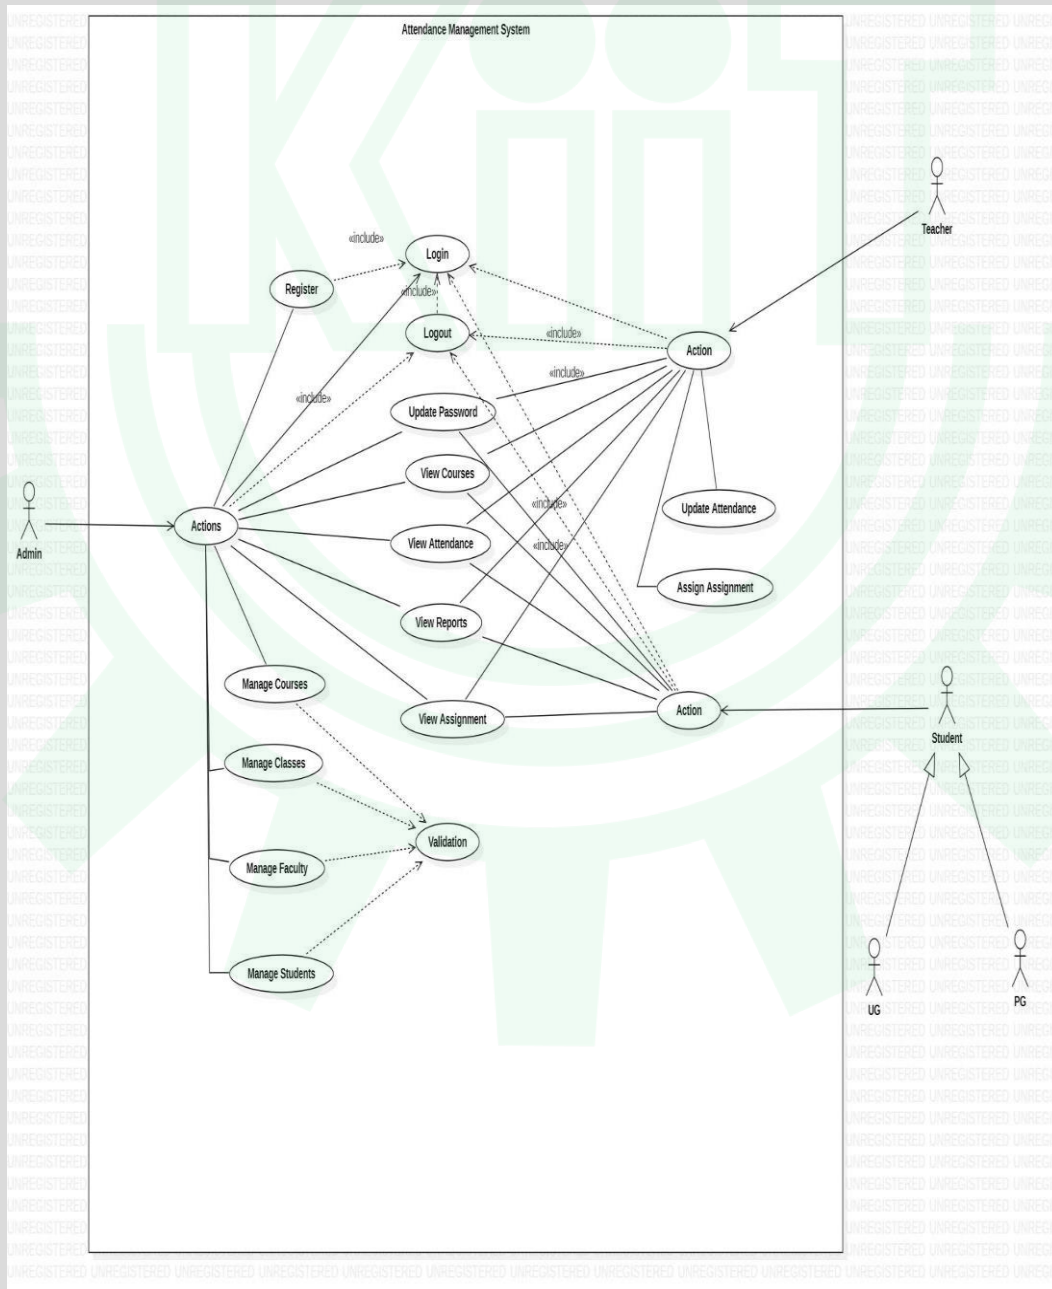 Attendance Management System
Teacher
«include»
Login
Register
«include»
Logout
«include»
Action
«include»
«include»
Update Password
View Courses
«include»
Update Attendance
Admin
Actions
View Attendance
«include»
Assign Assignment
View Reports
Manage Courses
View Assignment
Action
Student
Manage Classes
Validation
Manage Faculty
Manage Students
UG
PG
KiiT
UNREGISTERED